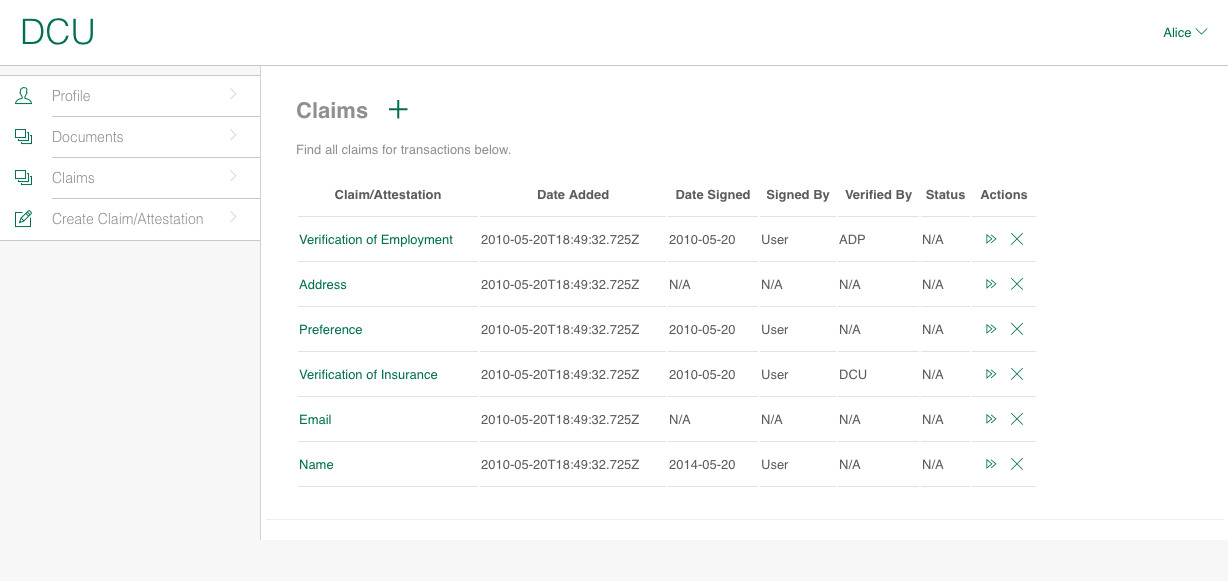 DCU
Alice
Profile
Documents
Claims
Create Claim/Attestation
Claims
Find all claims for transactions below.
Claim/Attestation Date Added Date Signed Signed By Verified By Status Actions
Verification of Employment 2010-05-20T18:49:32.725Z 2010-05-20 User ADP N/A
Address 2010-05-20T18:49:32.725Z N/A N/A N/A N/A
Preference 2010-05-20T18:49:32.725Z 2010-05-20 User N/A N/A
Verification of Insurance 2010-05-20T18:49:32.725Z 2010-05-20 User DCU N/A
Email 2010-05-20T18:49:32.725Z N/A N/A N/A N/A
Name 2010-05-20T18:49:32.725Z 2014-05-20 User N/A N/A